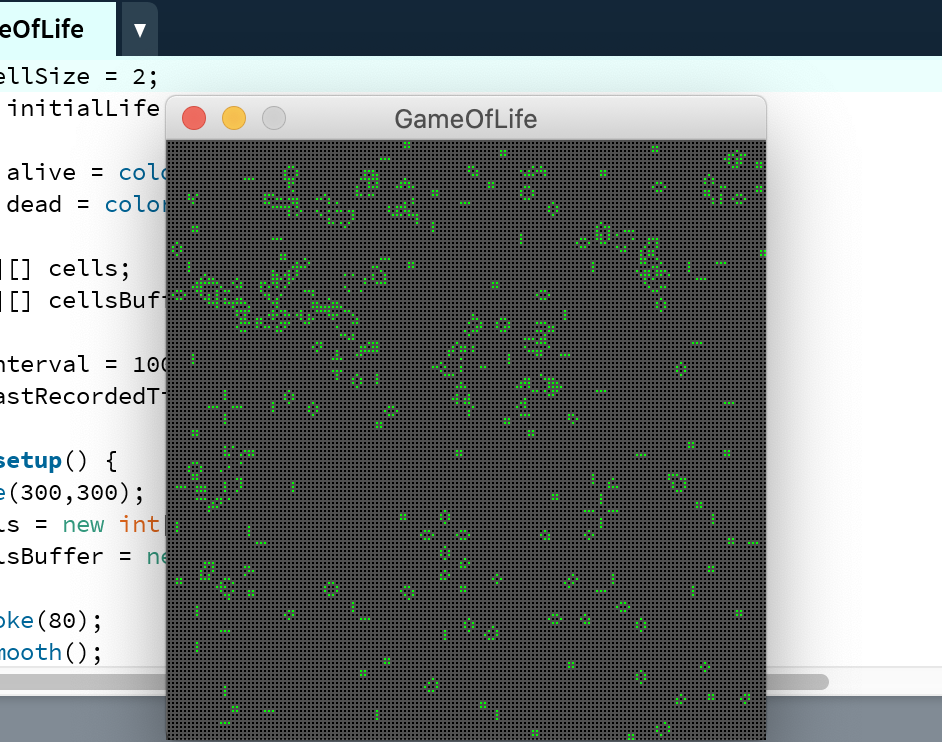 eOfLife ▼
ellSize = 2;
initialLife
GameOfLife
alive = colo
dead = color
[] cells;
[] cellsBuf
nterval = 100
astRecordedT
setup() {
e(300,300);
ls = new int
lsBuffer = ne
oke(80);
mooth();